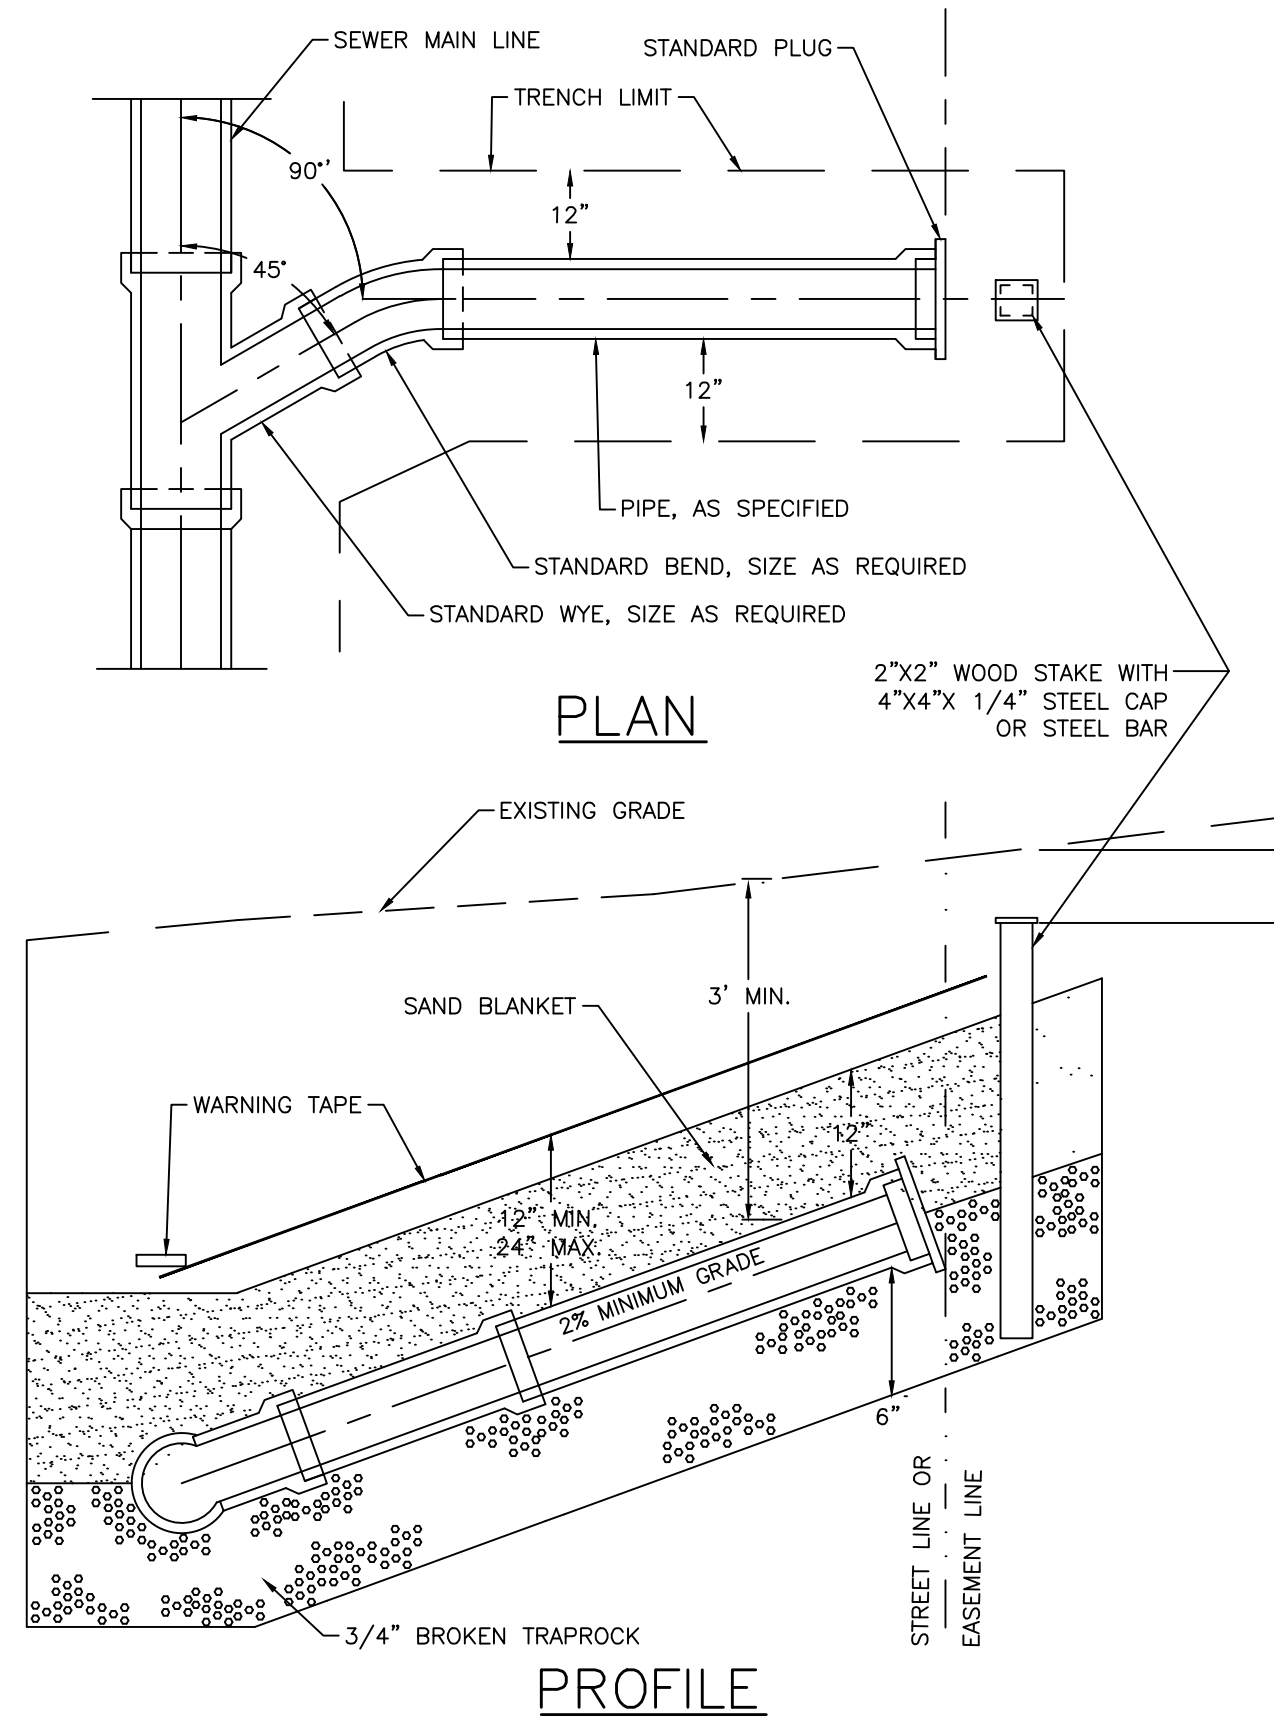 SEWER MAIN LINE
STANDARD PLUG
TRENCH LIMIT
90°'
12"
45°
12"
PIPE, AS SPECIFIED
STANDARD BEND, SIZE AS REQUIRED
STANDARD WYE, SIZE AS REQUIRED
2"X2" WOOD STAKE WITH
4"X4"X 1/4" STEEL CAP
OR STEEL BAR
PLAN
EXISTING GRADE
3' MIN.
SAND BLANKET
WARNING TAPE
12"
12" MIN.
24" MAX.
2% MINIMUM GRADE
6"
STREET LINE OR
EASEMENT LINE
3/4" BROKEN TRAPROCK
PROFILE